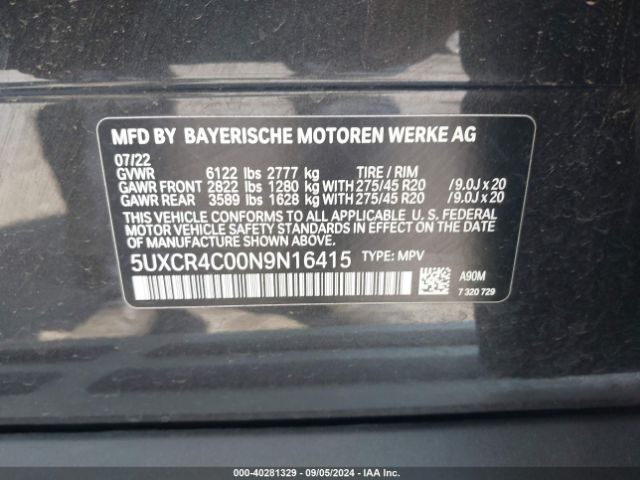 MFD BY BAYERISCHE MOTOREN WERKE AG
07/22
GVWR 6122 lbs 2777 kg TIRE / RIM
GAWR FRONT 2822 lbs 1280 kg WITH 275/45 R20 / 9.0J x 20
GAWR REAR 3589 lbs 1628 kg WITH 275/45 R20 / 9.0J x 20
THIS VEHICLE CONFORMS TO ALL APPLICABLE U. S. FEDERAL
MOTOR VEHICLE SAFETY STANDARDS IN EFFECT ON THE DATE
OF MANUFACTURE SHOWN ABOVE.
5UXCR4C00N9N16415 TYPE: MPV
A90M
7 320 729
000-40281329 - 09/05/2024 - IAA Inc.